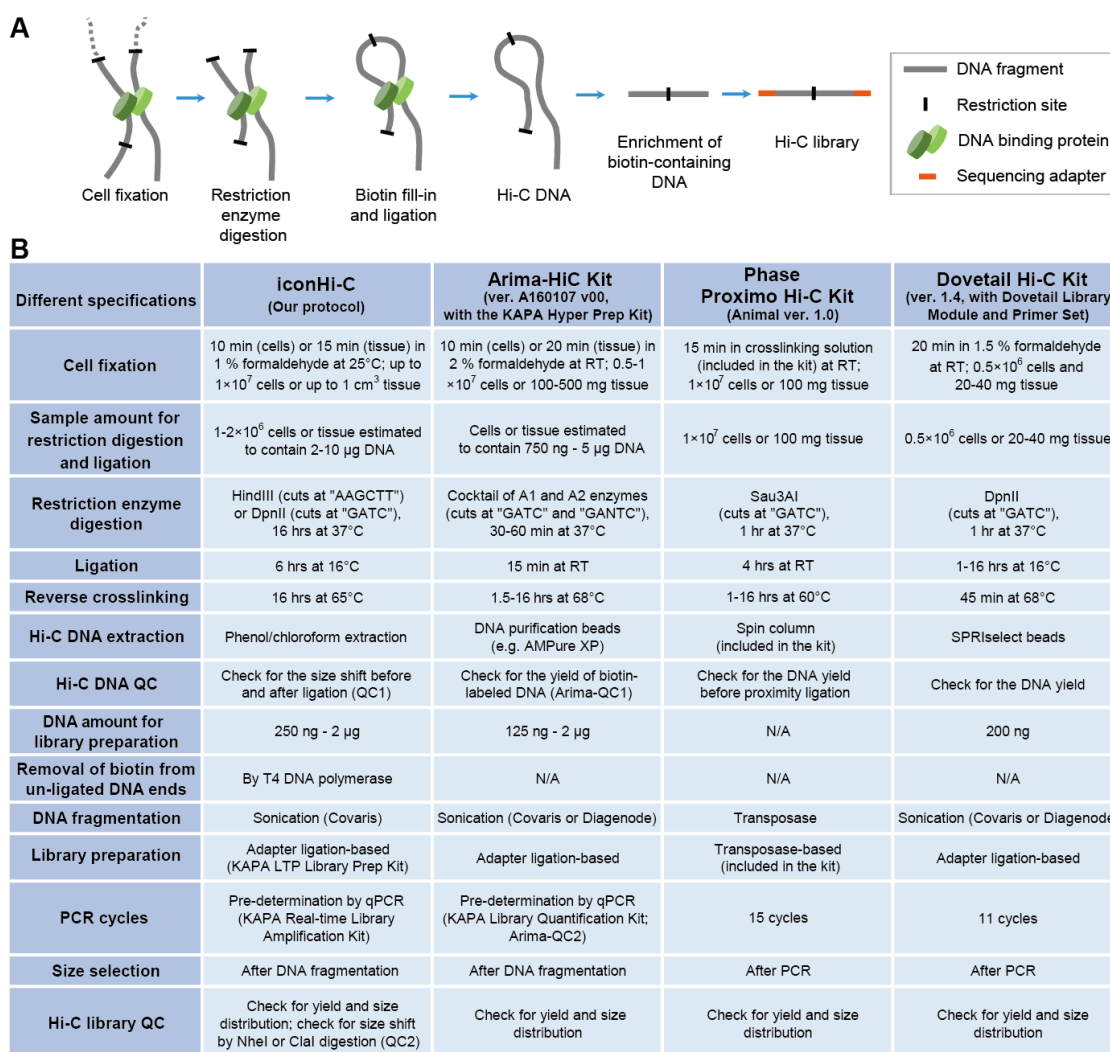 A
Cell fixation
Restriction
enzyme
digestion
Biotin fill-in
and ligation
Hi-C DNA
Enrichment of
biotin-containing
DNA
Hi-C library
DNA fragment
Restriction site
DNA binding protein
Sequencing adapter
B
Different specifications
iconHi-C
(Our protocol)
Arima-HiC Kit
(ver. A160107 v00,
with the KAPA Hyper Prep Kit)
Phase
Proximo Hi-C Kit
(Animal ver. 1.0)
Dovetail Hi-C Kit
(ver. 1.4, with Dovetail Library
Module and Primer Set)
Cell fixation
10 min (cells) or 15 min (tissue) in
1 % formaldehyde at 25°C; up to
1×10⁷ cells or up to 1 cm³ tissue
10 min (cells) or 20 min (tissue) in
2 % formaldehyde at RT; 0.5-1
×10⁷ cells or 100-500 mg tissue
15 min in crosslinking solution
(included in the kit) at RT;
1×10⁷ cells or 100 mg tissue
20 min in 1.5 % formaldehyde
at RT; 0.5×10⁶ cells and
20-40 mg tissue
Sample amount for
restriction digestion
and ligation
1-2×10⁶ cells or tissue estimated
to contain 2-10 µg DNA
Cells or tissue estimated
to contain 750 ng - 5 µg DNA
1×10⁷ cells or 100 mg tissue
0.5×10⁶ cells or 20-40 mg tissue
Restriction enzyme
digestion
HindIII (cuts at "AAGCTT")
or DpnII (cuts at "GATC"),
16 hrs at 37°C
Cocktail of A1 and A2 enzymes
(cuts at "GATC" and "GANTC"),
30-60 min at 37°C
Sau3AI
(cuts at "GATC"),
1 hr at 37°C
DpnII
(cuts at "GATC"),
1 hr at 37°C
Ligation
6 hrs at 16°C
15 min at RT
4 hrs at RT
1-16 hrs at 16°C
Reverse crosslinking
16 hrs at 65°C
1.5-16 hrs at 68°C
1-16 hrs at 60°C
45 min at 68°C
Hi-C DNA extraction
Phenol/chloroform extraction
DNA purification beads
(e.g. AMPure XP)
Spin column
(included in the kit)
SPRIselect beads
Hi-C DNA QC
Check for the size shift before
and after ligation (QC1)
Check for the yield of biotin-
labeled DNA (Arima-QC1)
Check for the DNA yield
before proximity ligation
Check for the DNA yield
DNA amount for
library preparation
250 ng - 2 µg
125 ng - 2 µg
N/A
200 ng
Removal of biotin from
un-ligated DNA ends
By T4 DNA polymerase
N/A
N/A
N/A
DNA fragmentation
Sonication (Covaris)
Sonication (Covaris or Diagenode)
Transposase
Sonication (Covaris or Diagenode)
Library preparation
Adapter ligation-based
(KAPA LTP Library Prep Kit)
Adapter ligation-based
Transposase-based
(included in the kit)
Adapter ligation-based
PCR cycles
Pre-determination by qPCR
(KAPA Real-time Library
Amplification Kit)
Pre-determination by qPCR
(KAPA Library Quantification Kit;
Arima-QC2)
15 cycles
11 cycles
Size selection
After DNA fragmentation
After DNA fragmentation
After PCR
After PCR
Hi-C library QC
Check for yield and size
distribution; check for size shift
by NheI or ClaI digestion (QC2)
Check for yield and size
distribution
Check for yield and size
distribution
Check for yield and size
distribution